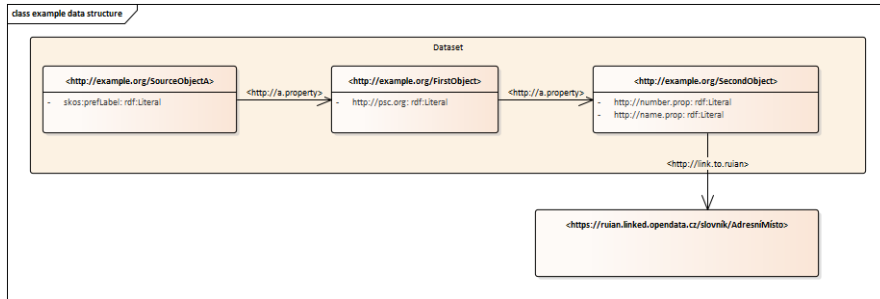 class example data structure
Dataset
<http://example.org/SourceObjectA>
- skos:prefLabel: rdf:Literal
<http://a.property>
<http://example.org/FirstObject>
- http://psc.org: rdf:Literal
<http://a.property>
<http://example.org/SecondObject>
- http://number.prop: rdf:Literal
- http://name.prop: rdf:Literal
<http://link.to.ruian>
<https://ruian.linked.opendata.cz/slovník/AdresníMísto>